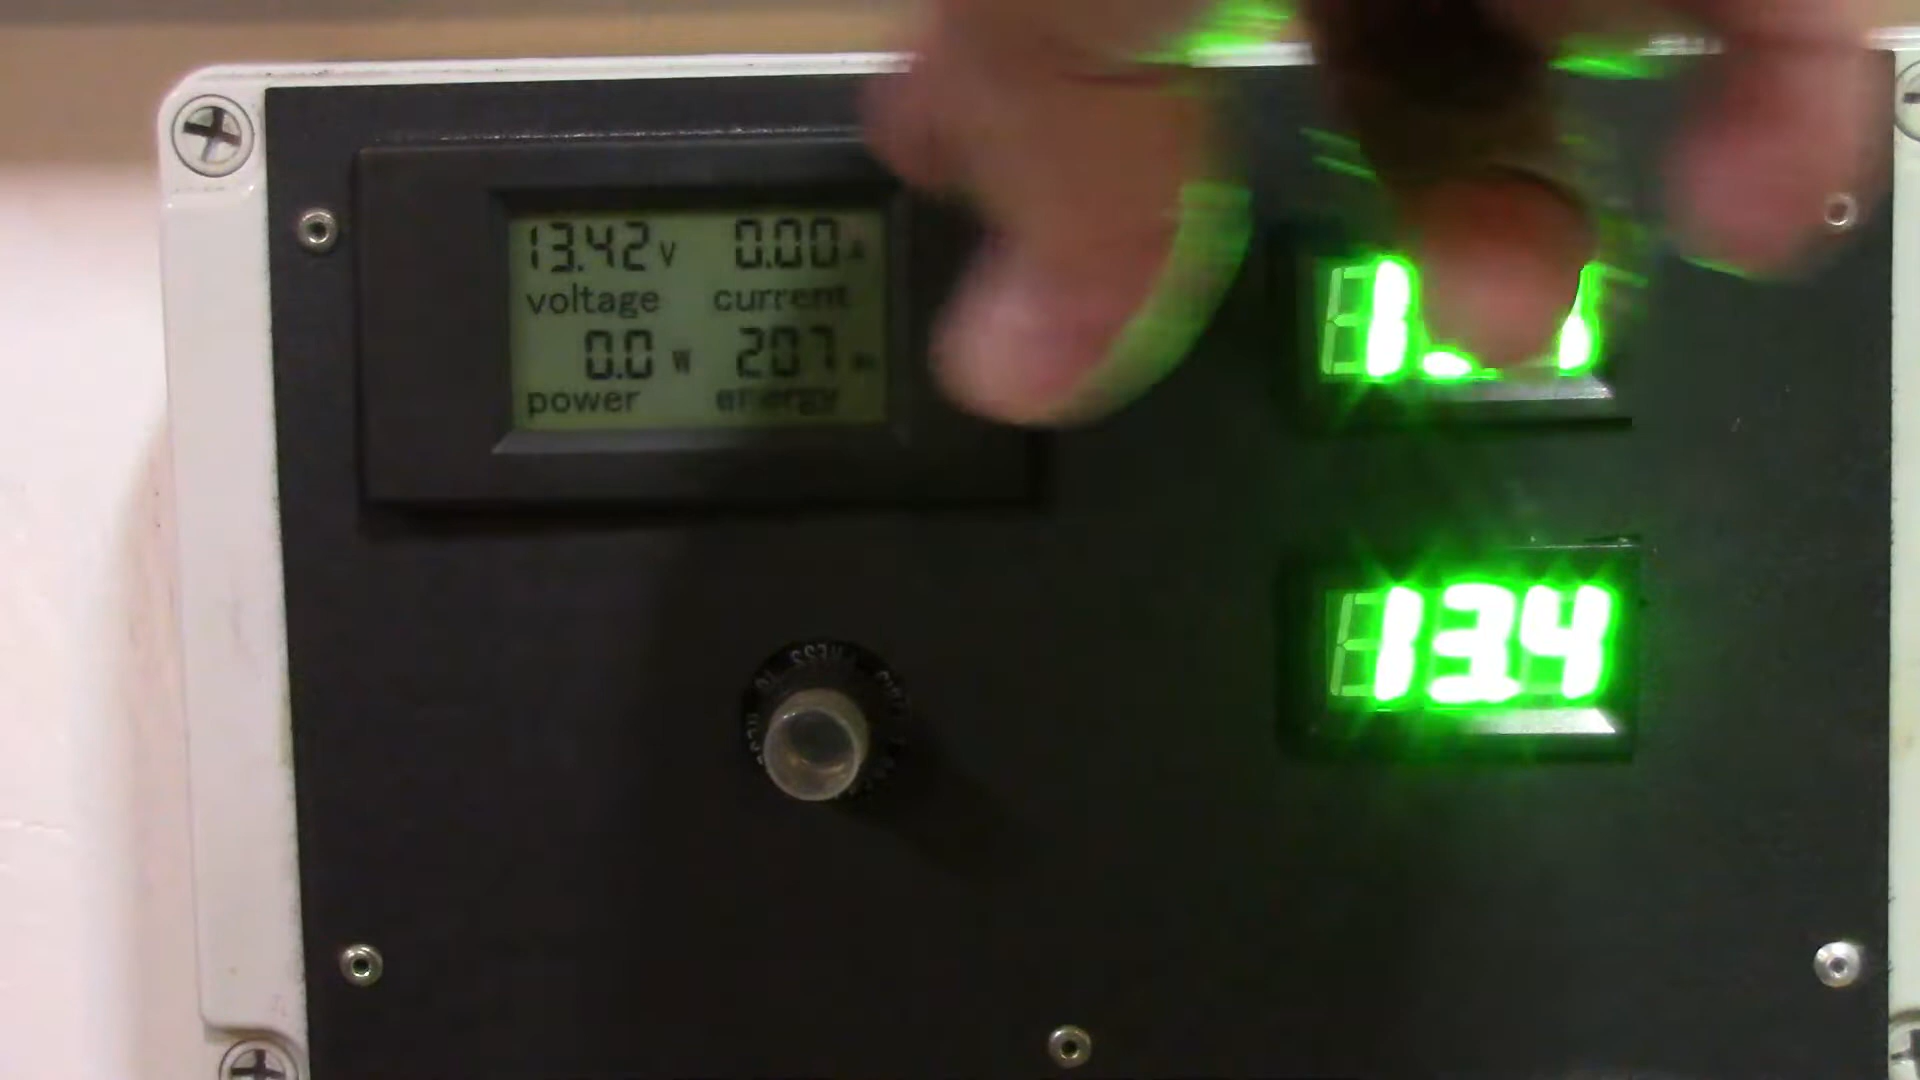 13.42 V 0.00 A
voltage current
0.0 W 207
power energy
13.4